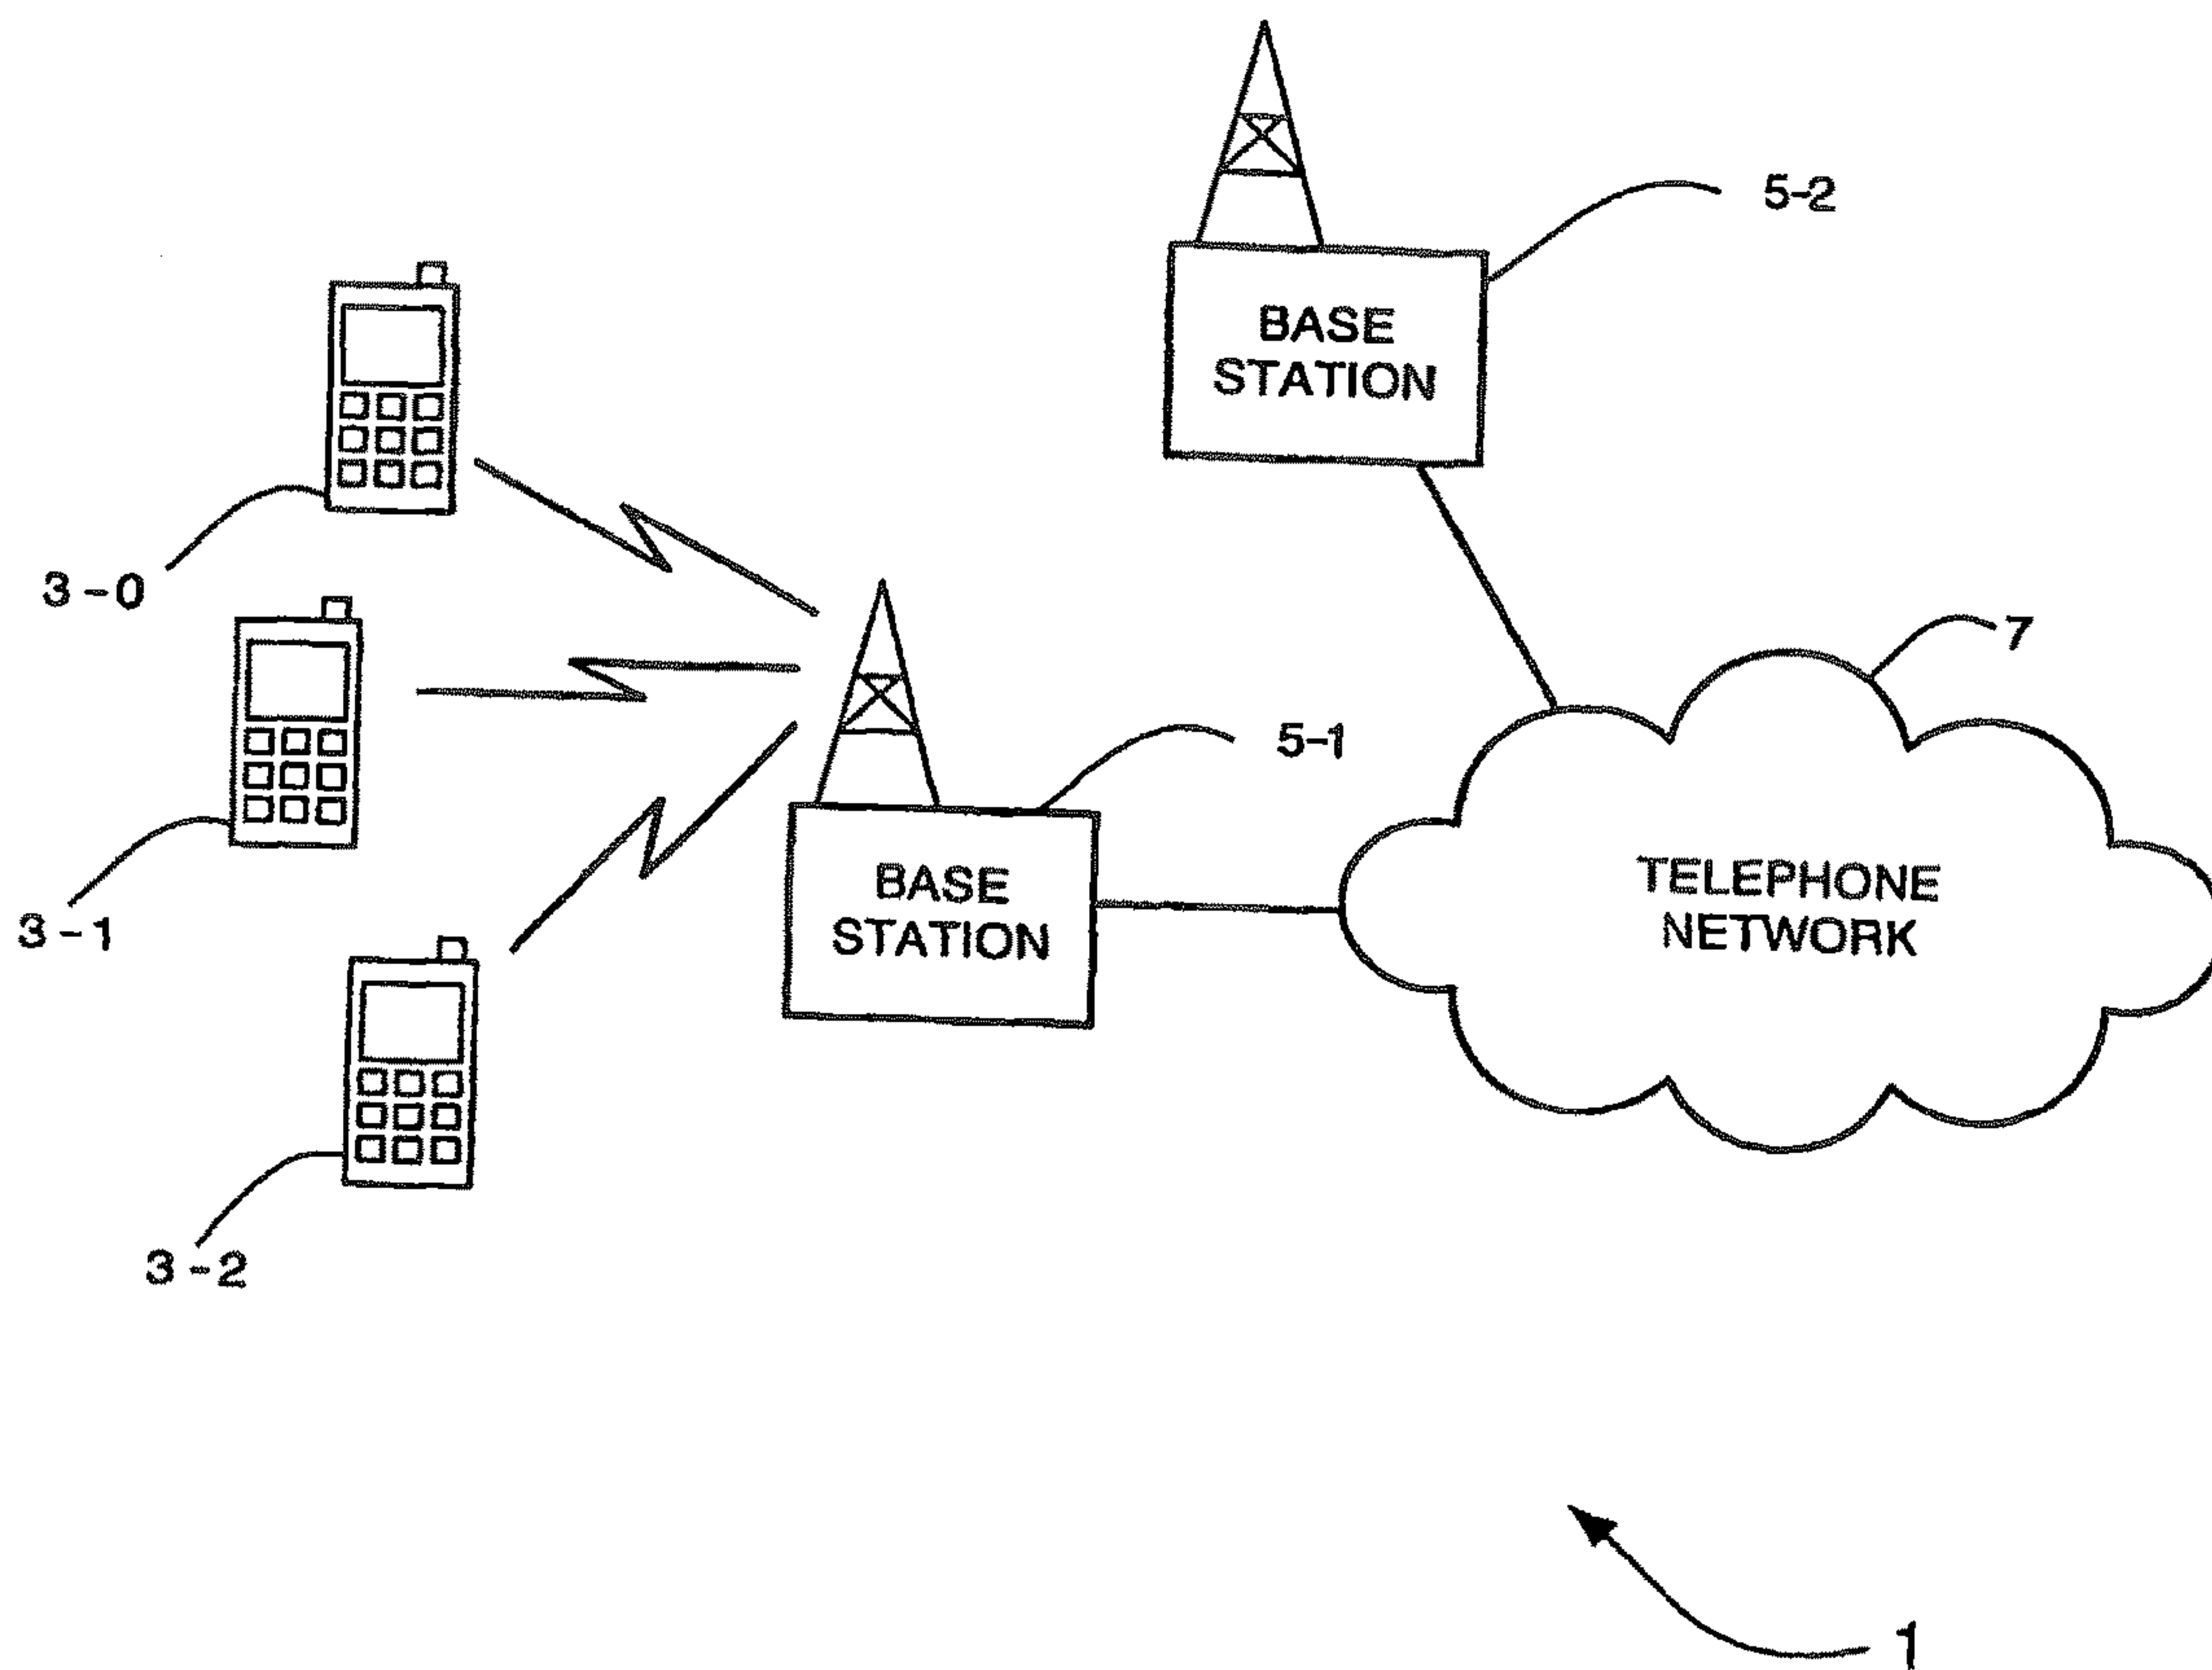 5-2
BASE
STATION
3-0
7
5-1
BASE
STATION
TELEPHONE
NETWORK
3-1
3-2
1